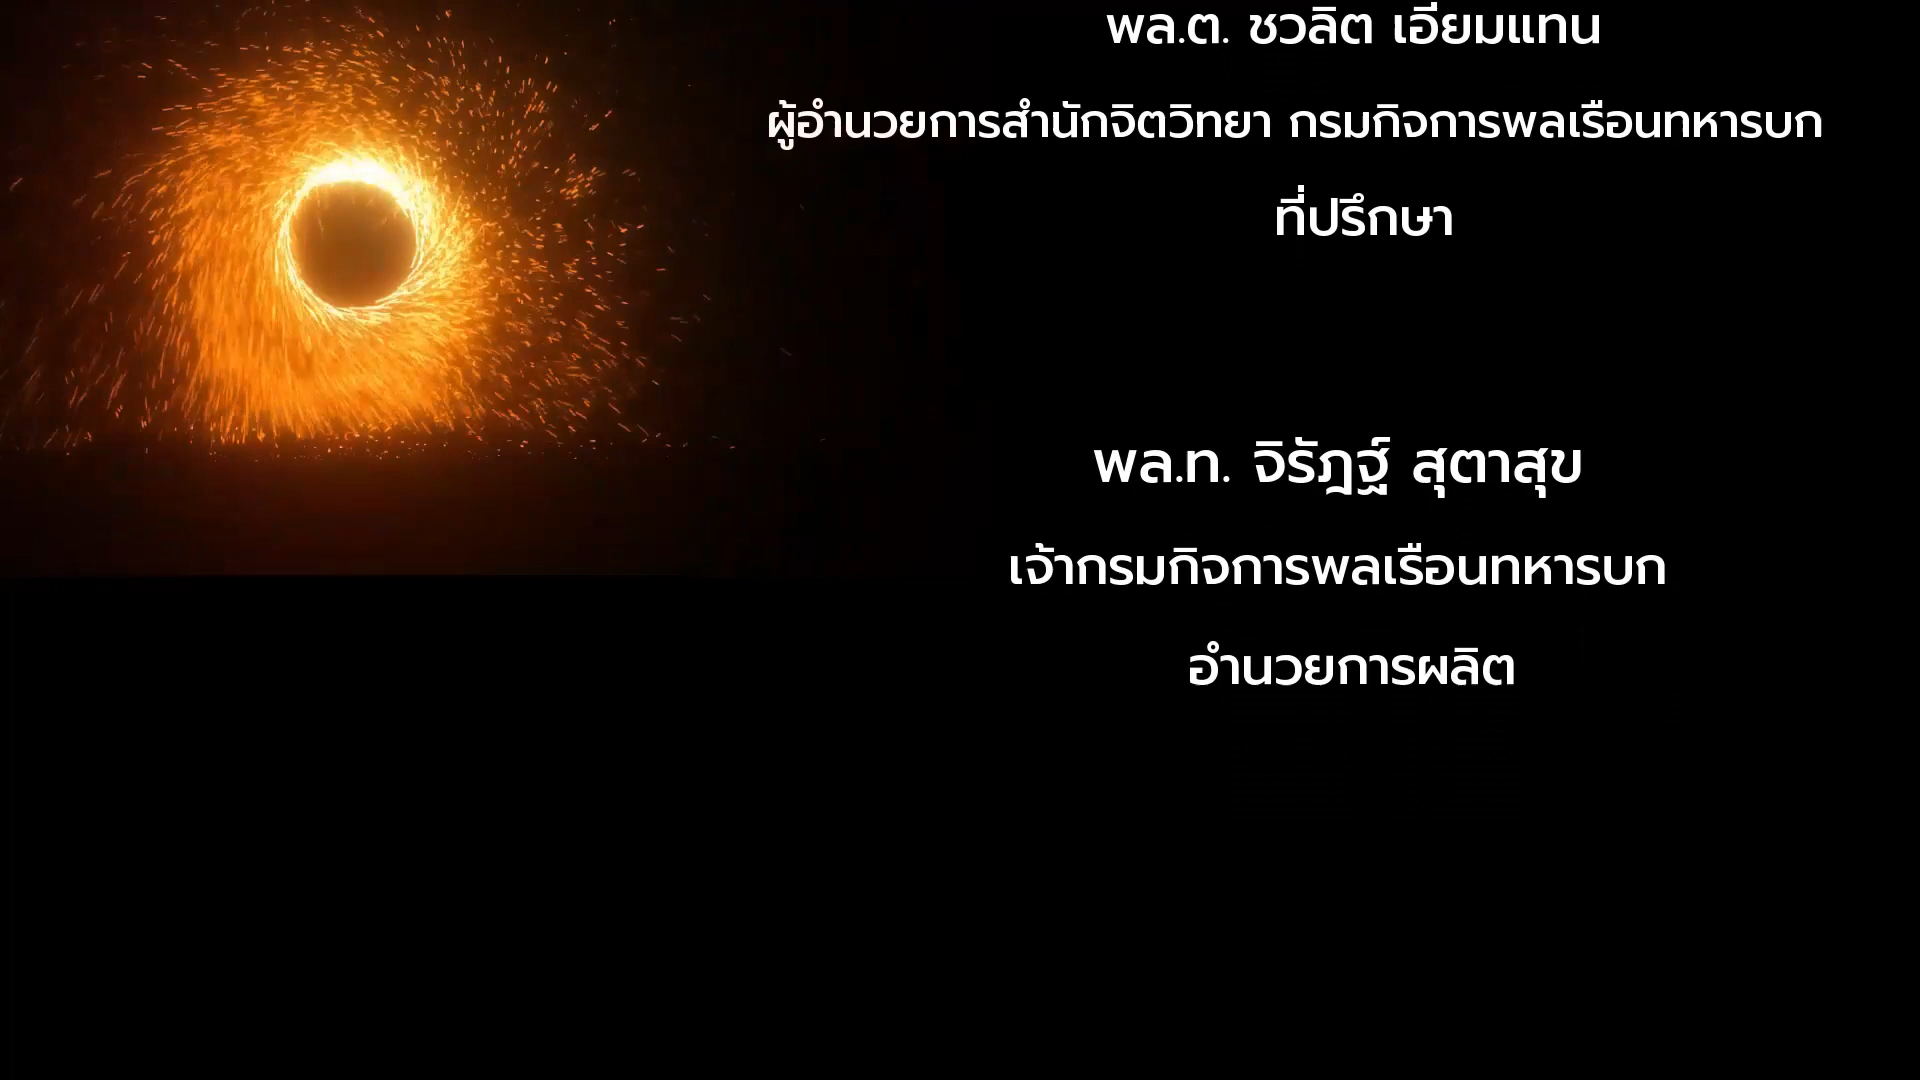 พล.ต. ชวลิต เอี่ยมแทน
ผู้อำนวยการสำนักจิตวิทยา กรมกิจการพลเรือนทหารบก
ที่ปรึกษา
พล.ท. จิรัฎฐ์ สุตาสุข
เจ้ากรมกิจการพลเรือนทหารบก
อำนวยการผลิต